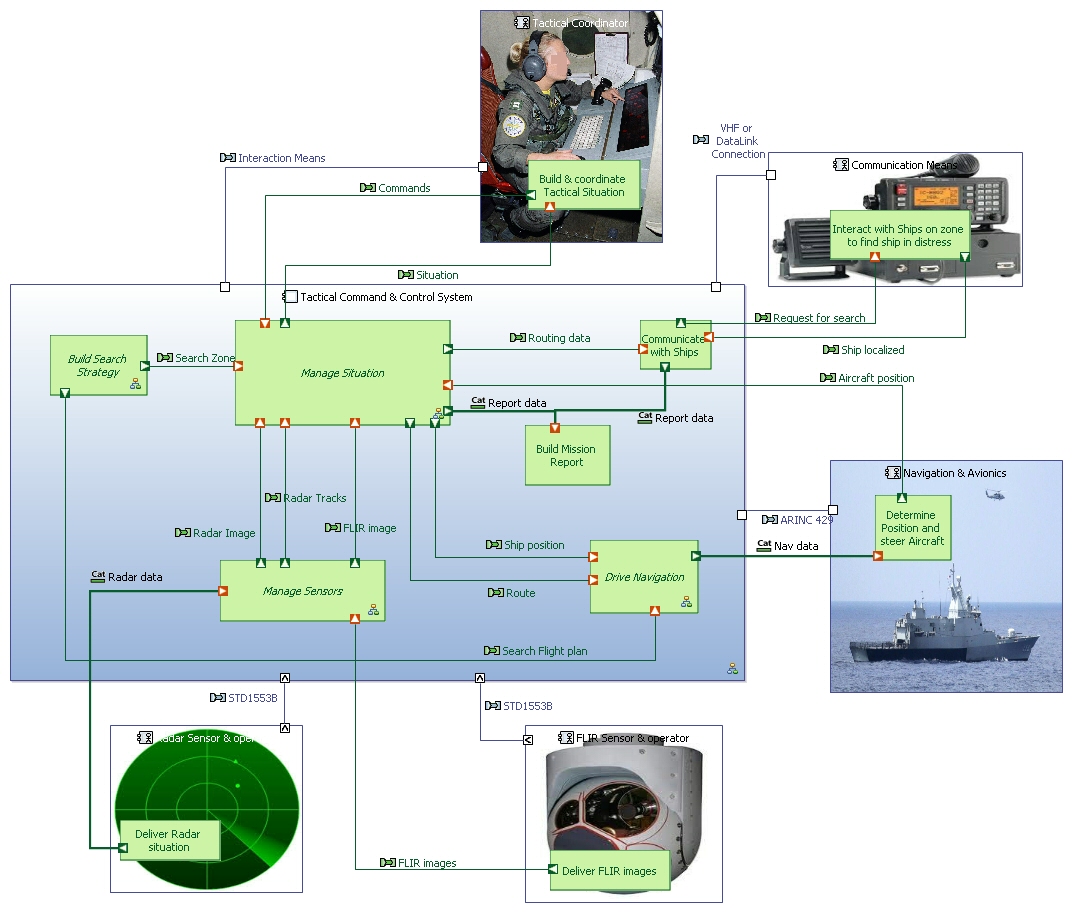 Tactical Coordinator
VHF or
DataLink
Connection
Interaction Means
Commands
Build & coordinate
Tactical Situation
Communication Means
Interact with Ships on zone
to find ship in distress
Situation
Tactical Command & Control System
Request for search
Build Search
Strategy
Search Zone
Manage Situation
Routing data
Communicate
with Ships
Ship localized
Aircraft position
Cat Report data
Cat Report data
Build Mission
Report
Navigation & Avionics
Radar Tracks
Radar Image
FLIR image
ARINC 429
Determine
Position and
steer Aircraft
Ship position
Cat Nav data
Cat Radar data
Manage Sensors
Drive Navigation
Route
Search Flight plan
STD1553B
STD1553B
adar Sensor & oper
FLIR Sensor & operator
Deliver Radar
situation
FLIR images
Deliver FLIR images